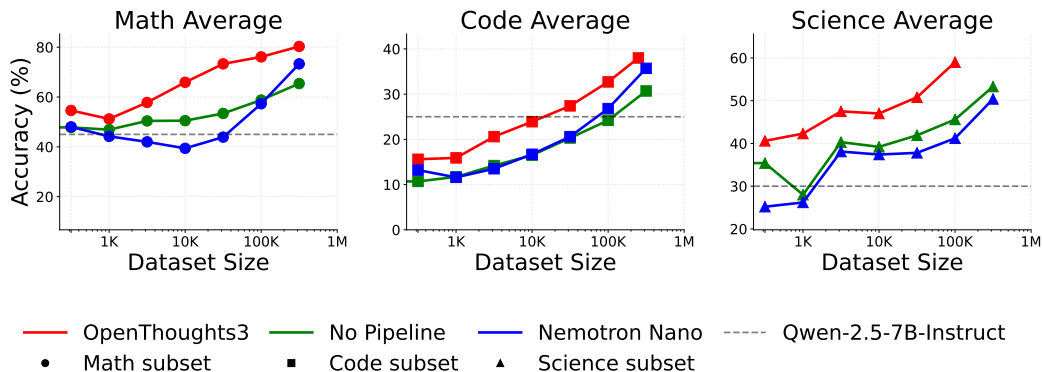 Math Average
Code Average
Science Average
Accuracy (%)
80
60
40
20
1K 10K 100K 1M
Dataset Size
40
30
20
10
0
1K 10K 100K 1M
Dataset Size
60
50
40
30
20
1K 10K 100K 1M
Dataset Size
OpenThoughts3 No Pipeline Nemotron Nano Qwen-2.5-7B-Instruct
Math subset Code subset Science subset